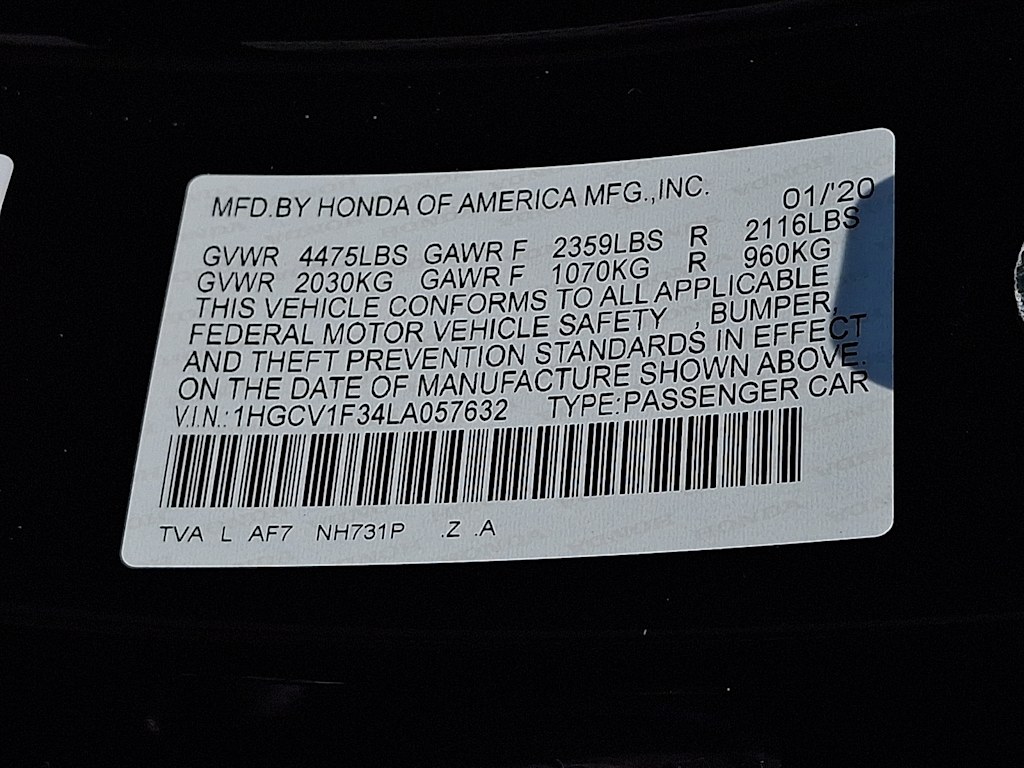 MFD.BY HONDA OF AMERICA MFG.,INC. 01/'20
GVWR 4475LBS GAWR F 2359LBS R 2116LBS
GVWR 2030KG GAWR F 1070KG R 960KG
THIS VEHICLE CONFORMS TO ALL APPLICABLE
FEDERAL MOTOR VEHICLE SAFETY , BUMPER,
AND THEFT PREVENTION STANDARDS IN EFFECT
ON THE DATE OF MANUFACTURE SHOWN ABOVE.
V.I.N.: 1HGCV1F34LA057632 TYPE:PASSENGER CAR
TVA L AF7 NH731P .Z .A